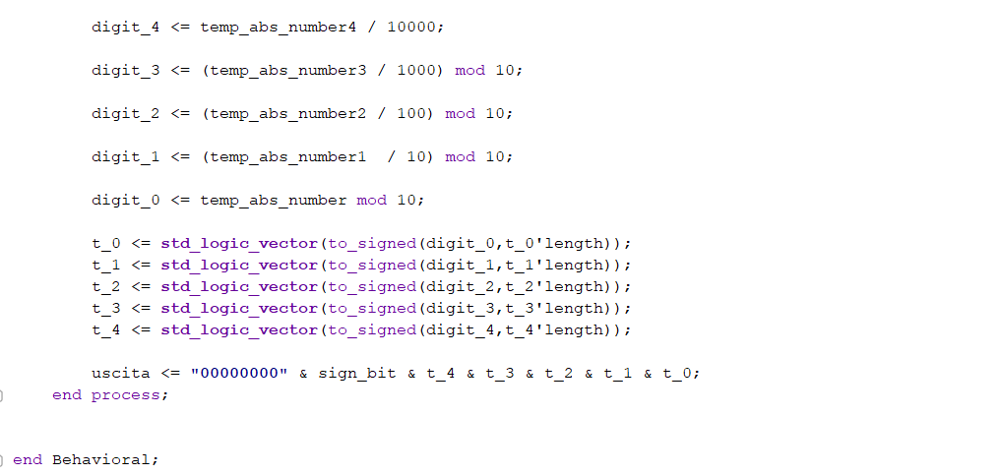 digit_4 <= temp_abs_number4 / 10000;
digit_3 <= (temp_abs_number3 / 1000) mod 10;
digit_2 <= (temp_abs_number2 / 100) mod 10;
digit_1 <= (temp_abs_number1  / 10) mod 10;
digit_0 <= temp_abs_number mod 10;
t_0 <= std_logic_vector(to_signed(digit_0,t_0'length));
t_1 <= std_logic_vector(to_signed(digit_1,t_1'length));
t_2 <= std_logic_vector(to_signed(digit_2,t_2'length));
t_3 <= std_logic_vector(to_signed(digit_3,t_3'length));
t_4 <= std_logic_vector(to_signed(digit_4,t_4'length));
uscita <= "00000000" & sign_bit & t_4 & t_3 & t_2 & t_1 & t_0;
end process;
end Behavioral;